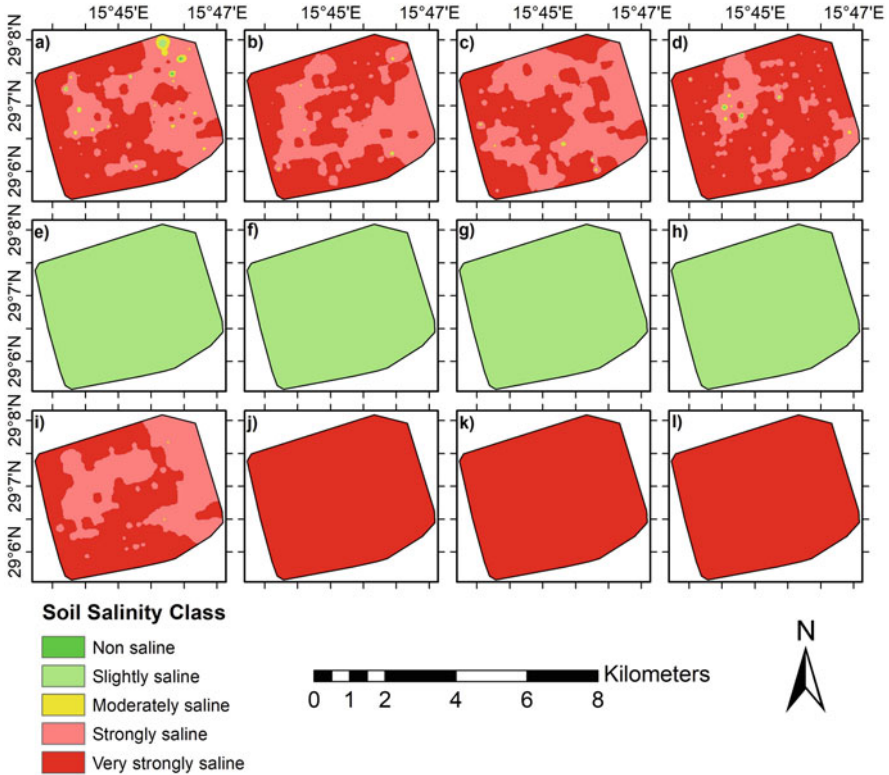 15°45'E 15°47'E 15°45'E 15°47'E 15°45'E 15°47'E 15°45'E 15°47'E
29°8'N
a) b) c) d)
29°7'N
29°6'N
29°8'N
e) f) g) h)
29°7'N
29°6'N
29°8'N
i) j) k) l)
29°7'N
29°6'N
Soil Salinity Class
Non saline
Slightly saline
Moderately saline
Strongly saline
Very strongly saline
Kilometers
0 1 2 4 6 8
N